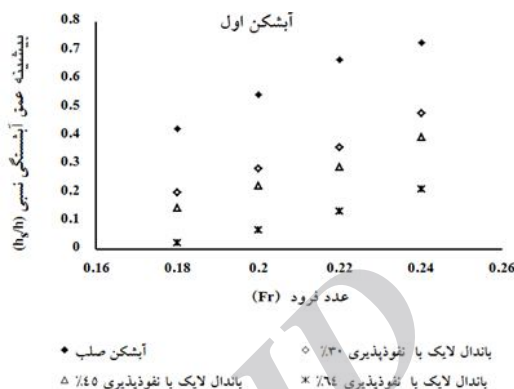 آبشکن اول
بیشینه عمق آبشستگی نسبی (hs/h)
0.8
0.7
0.6
0.5
0.4
0.3
0.2
0.1
0
0.16 0.18 0.2 0.22 0.24 0.26
عدد فرود (Fr)
آبشکن صلب باندال لایک با نفوذپذیری ۳۰٪
باندال لایک با نفوذپذیری ٤٥٪ باندال لایک با نفوذپذیری ٦٤٪